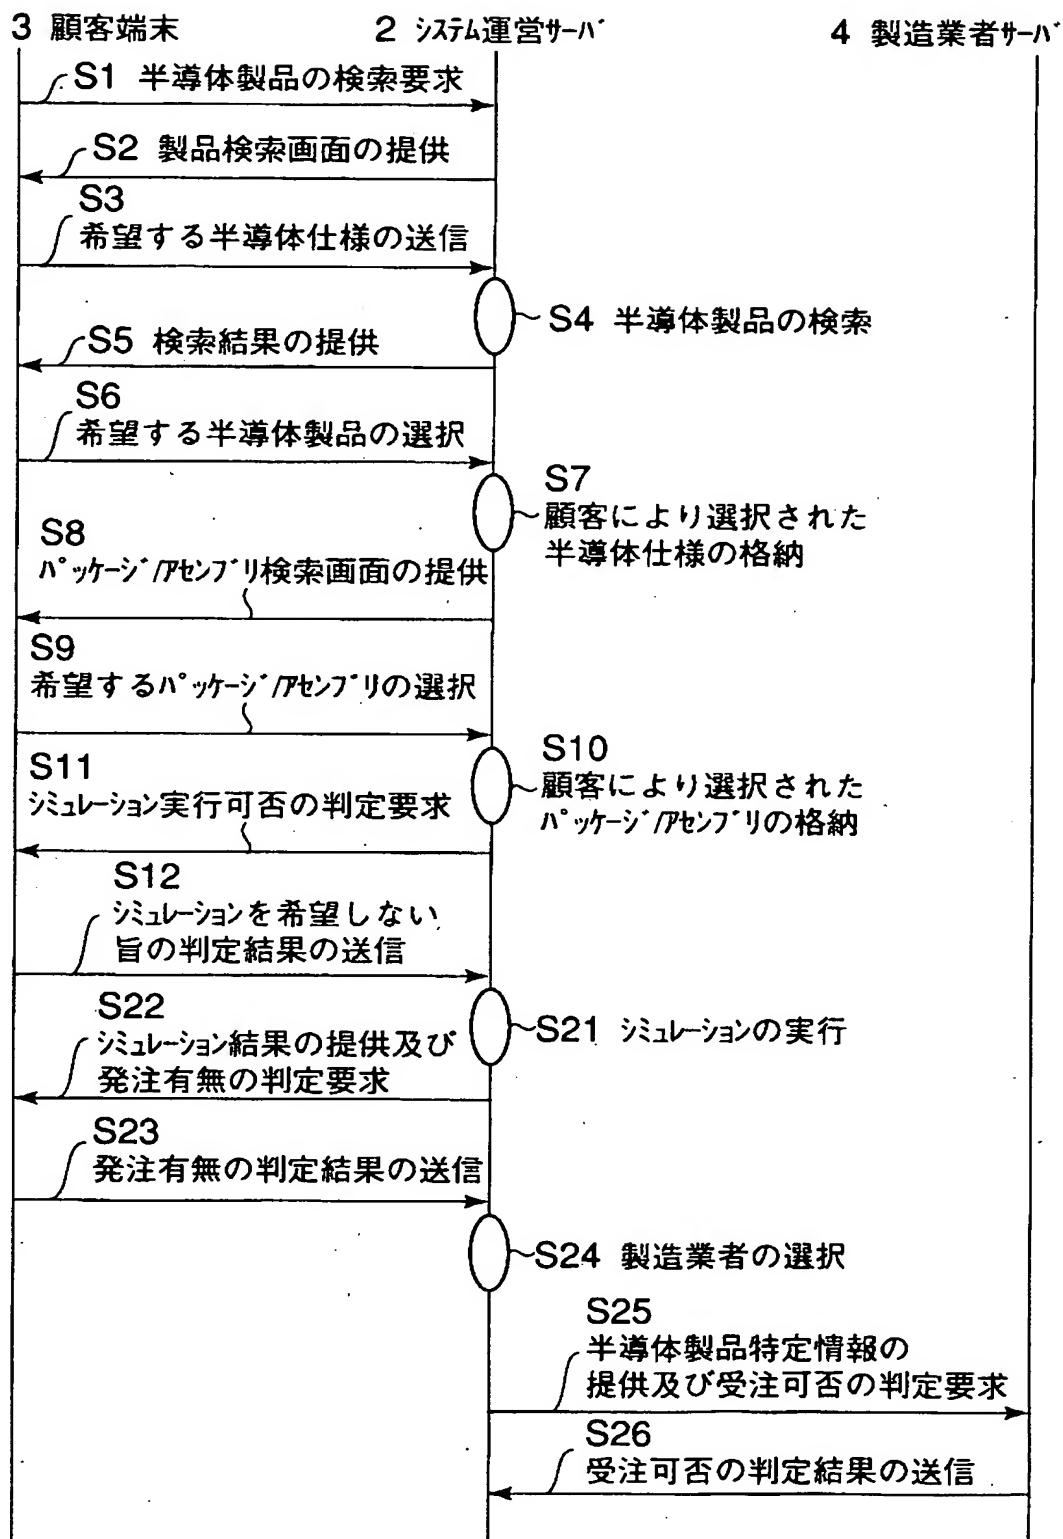 3 顧客端末
2 システム運営サーバ
4 製造業者サーバ
S1 半導体製品の検索要求
S2 製品検索画面の提供
S3
希望する半導体仕様の送信
S4 半導体製品の検索
S5 検索結果の提供
S6
希望する半導体製品の選択
S7
顧客により選択された
半導体仕様の格納
S8
パッケージ/アセンブリ検索画面の提供
S9
希望するパッケージ/アセンブリの選択
S10
顧客により選択された
パッケージ/アセンブリの格納
S11
シミュレーション実行可否の判定要求
S12
シミュレーションを希望しない
旨の判定結果の送信
S21 シミュレーションの実行
S22
シミュレーション結果の提供及び
発注有無の判定要求
S23
発注有無の判定結果の送信
S24 製造業者の選択
S25
半導体製品特定情報の
提供及び受注可否の判定要求
S26
受注可否の判定結果の送信